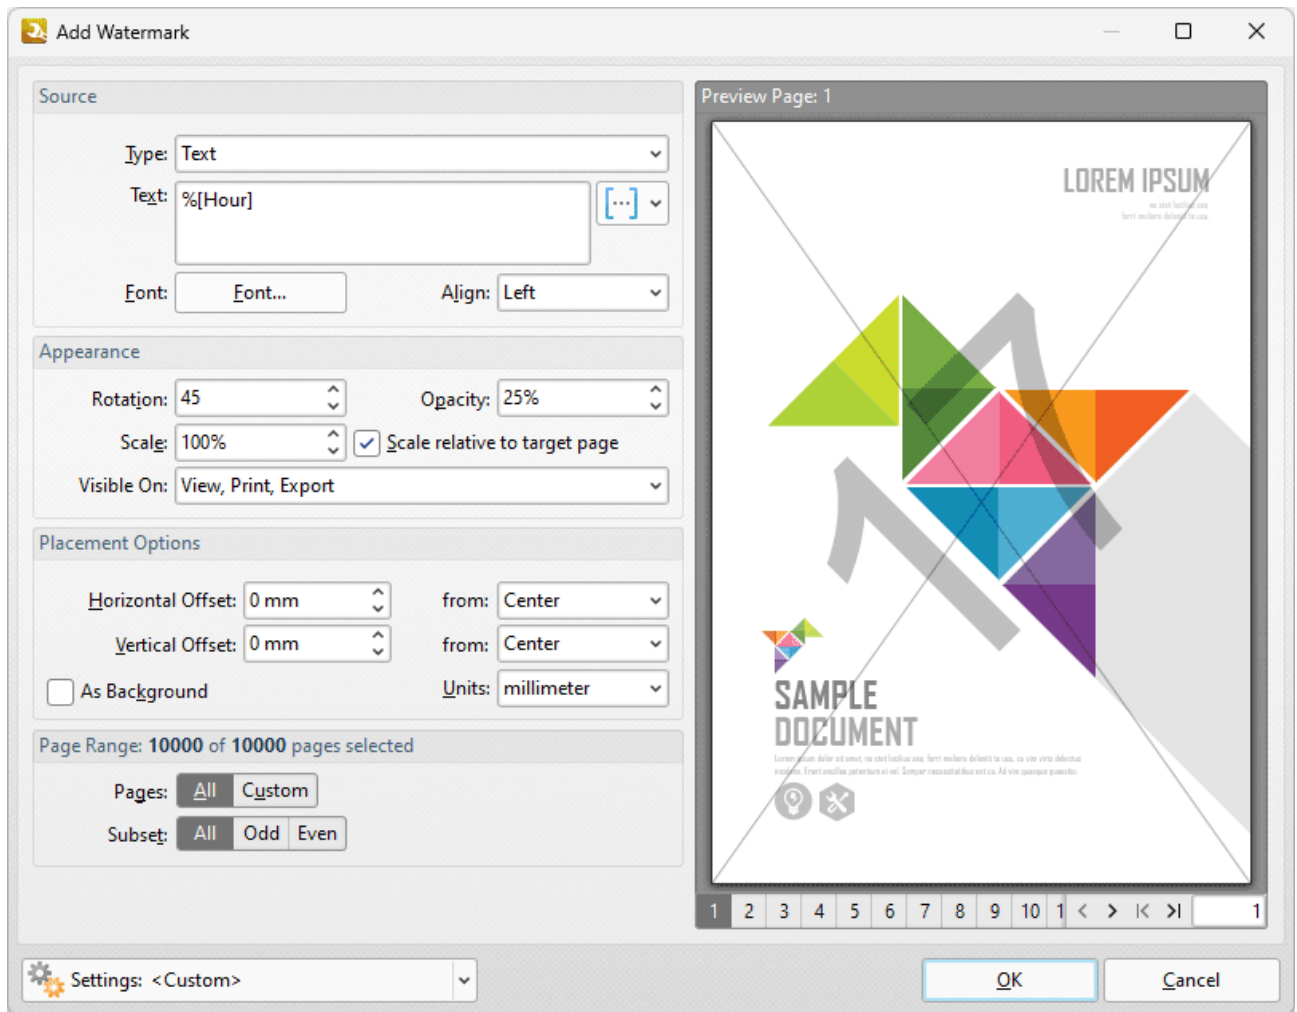 Add Watermark
Source
Type: Text
Text: %[Hour]
Font: Font... Align: Left
Appearance
Rotation: 45 Opacity: 25%
Scale: 100% Scale relative to target page
Visible On: View, Print, Export
Placement Options
Horizontal Offset: 0 mm from: Center
Vertical Offset: 0 mm from: Center
As Background Units: millimeter
Page Range: 10000 of 10000 pages selected
Pages: All Custom
Subset: All Odd Even
Preview Page: 1
LOREM IPSUM
17
SAMPLE
DOCUMENT
1 2 3 4 5 6 7 8 9 10 1 1
Settings: <Custom>
OK Cancel